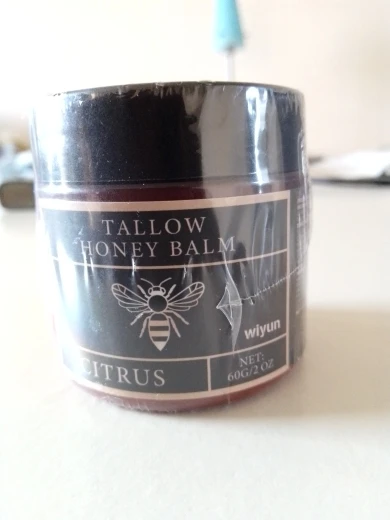 TALLOW
HONEY BALM
wiyun
CITRUS
NET:
60G/2 OZ